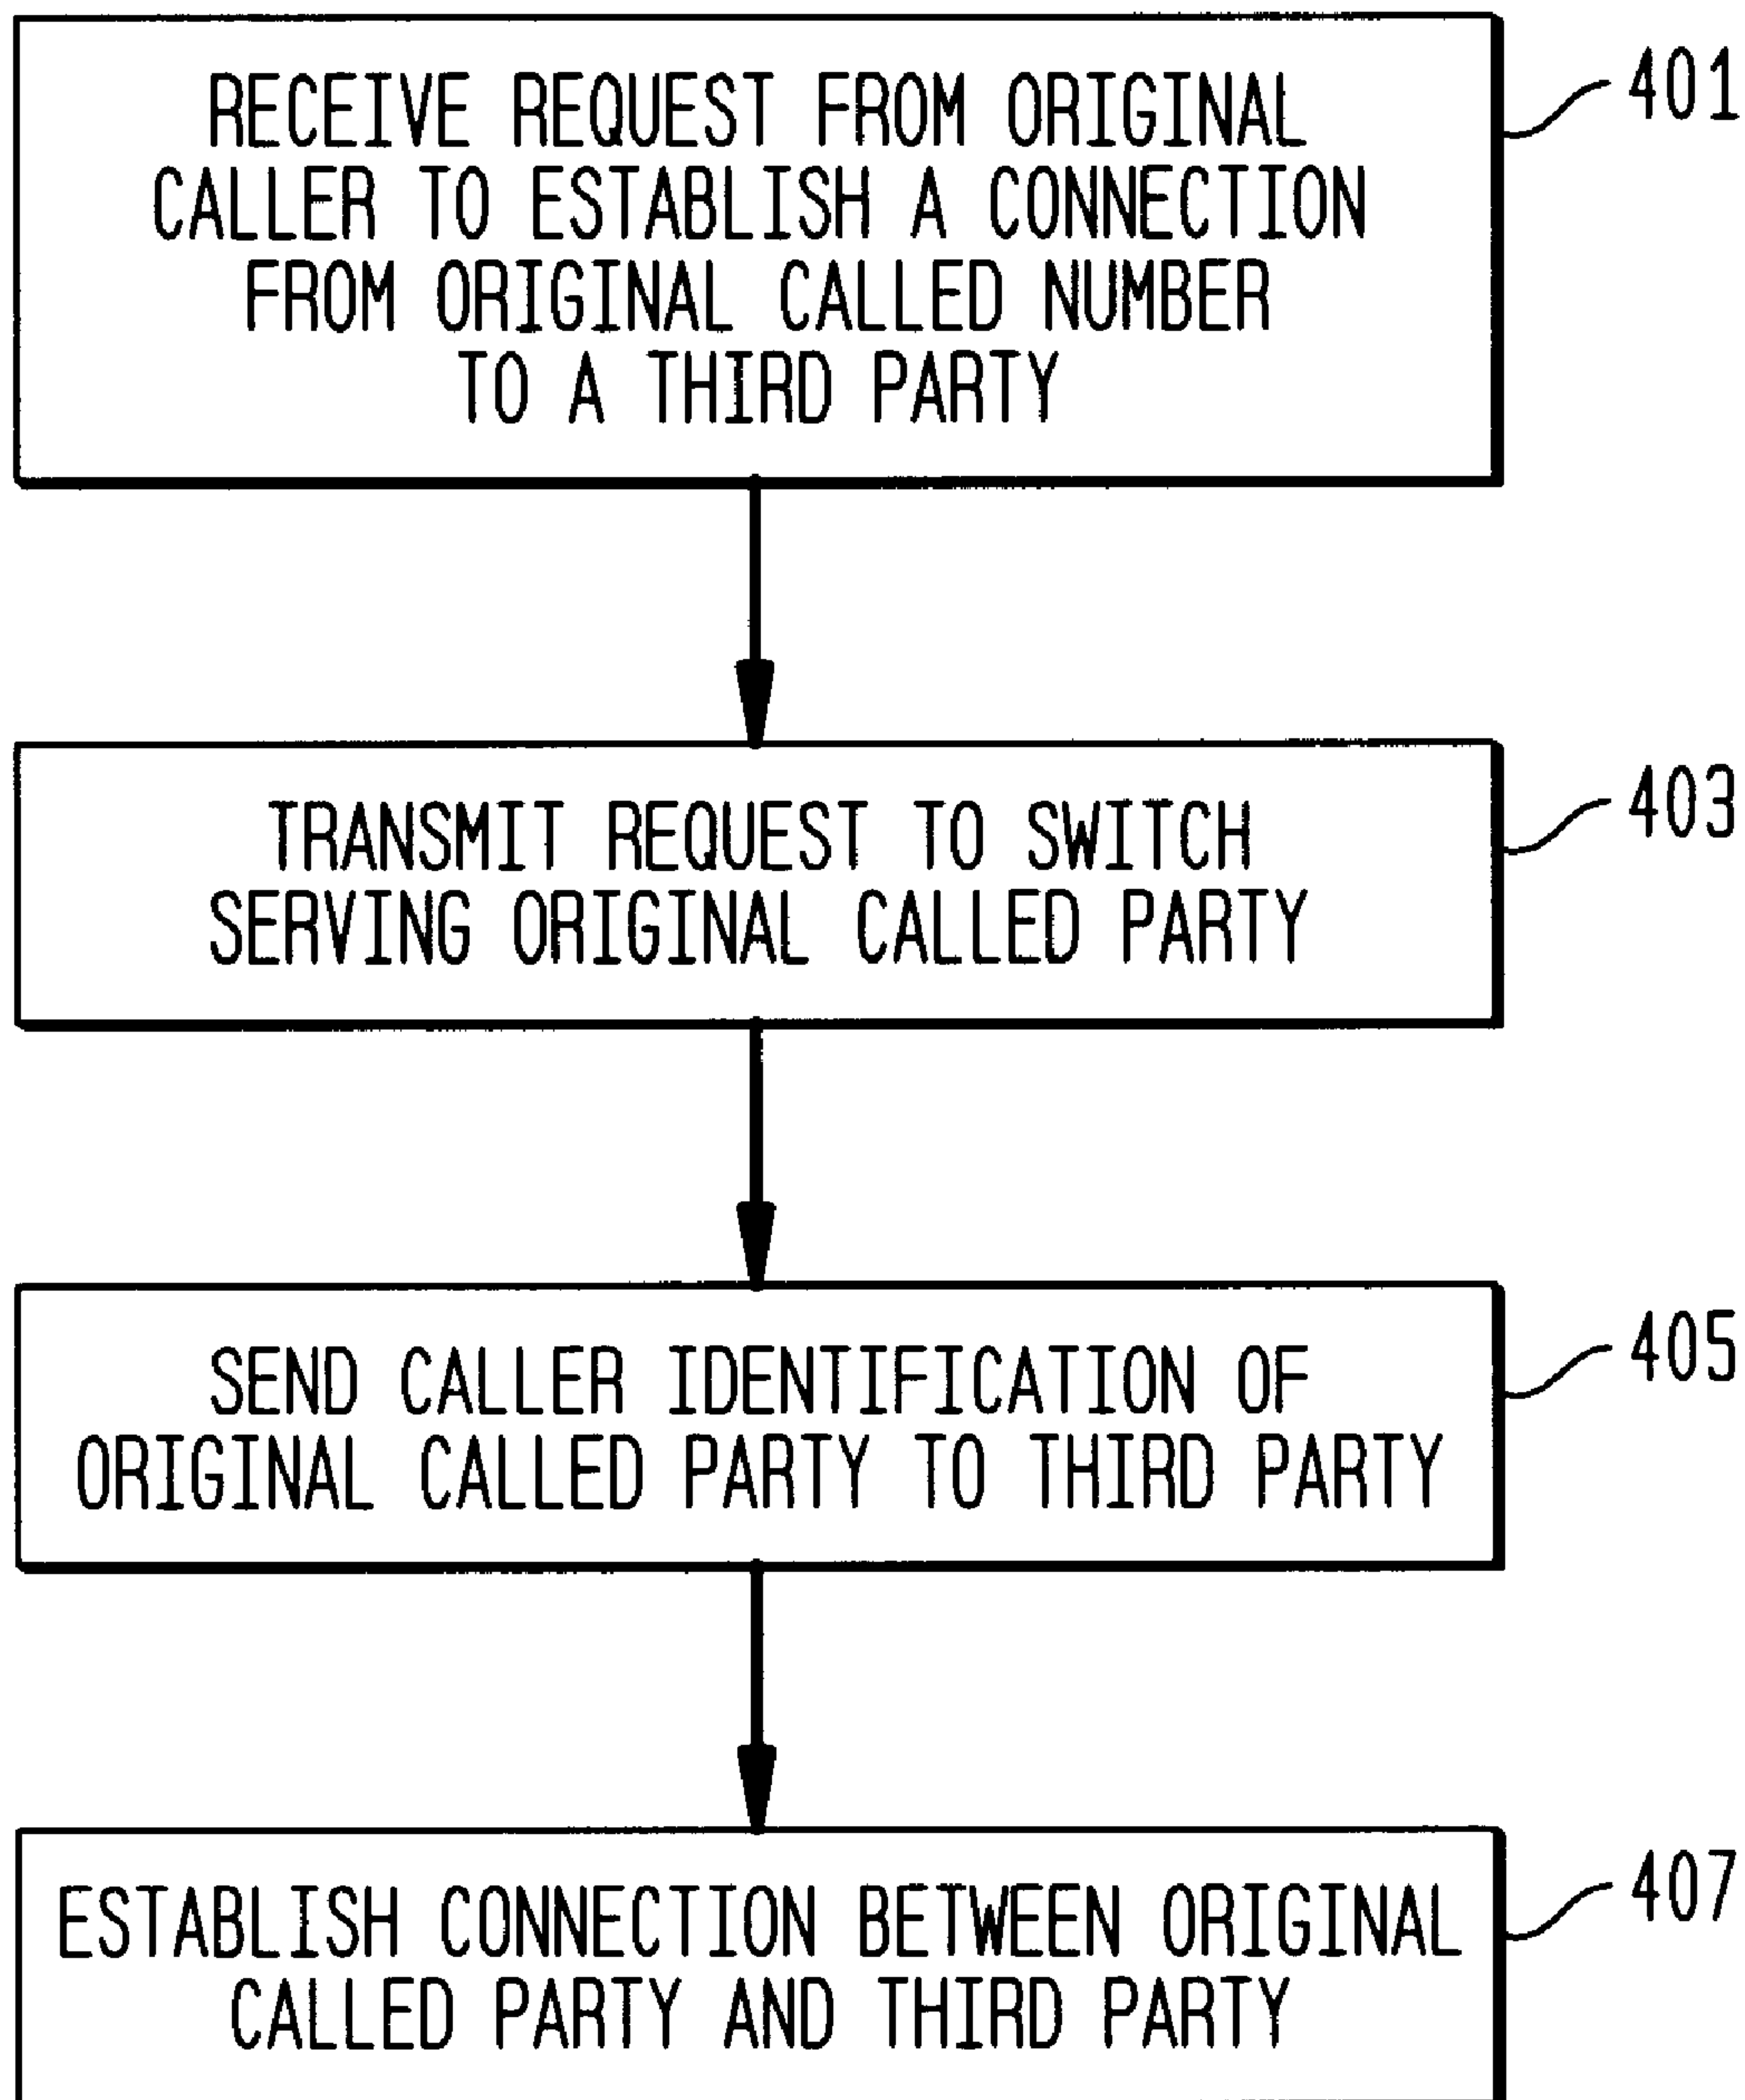 RECEIVE REQUEST FROM ORIGINAL
CALLER TO ESTABLISH A CONNECTION
FROM ORIGINAL CALLED NUMBER
TO A THIRD PARTY
401
TRANSMIT REQUEST TO SWITCH
SERVING ORIGINAL CALLED PARTY
403
SEND CALLER IDENTIFICATION OF
ORIGINAL CALLED PARTY TO THIRD PARTY
405
ESTABLISH CONNECTION BETWEEN ORIGINAL
CALLED PARTY AND THIRD PARTY
407